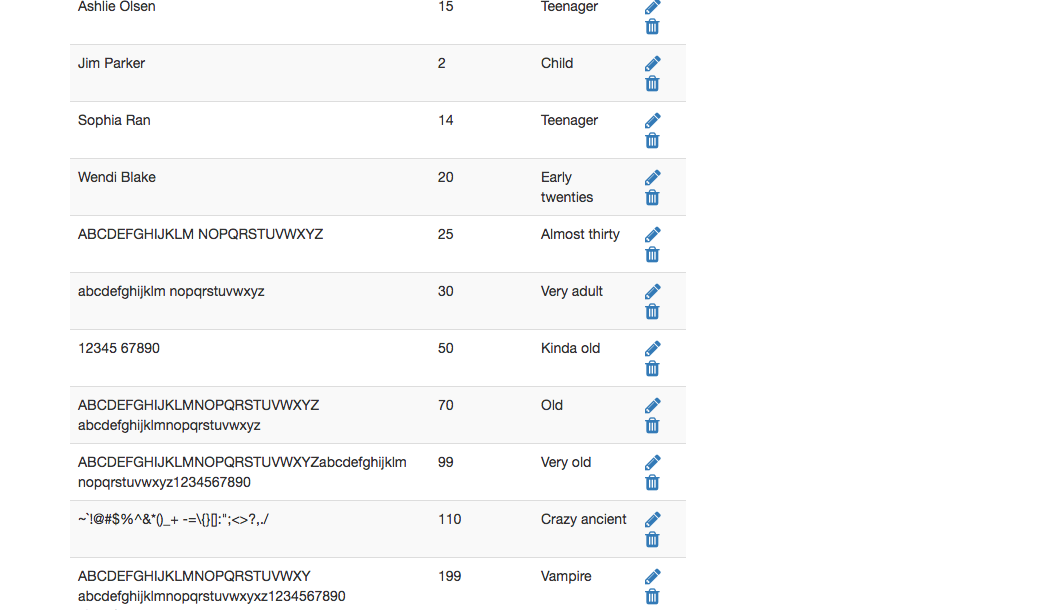 Ashlie Olsen 15 Teenager
Jim Parker 2 Child
Sophia Ran 14 Teenager
Wendi Blake 20 Early
twenties
ABCDEFGHIJKLM NOPQRSTUVWXYZ 25 Almost thirty
abcdefghijklm nopqrstuvwxyz 30 Very adult
12345 67890 50 Kinda old
ABCDEFGHIJKLMNOPQRSTUVWXYZ 70 Old
abcdefghijklmnopqrstuvwxyz
ABCDEFGHIJKLMNOPQRSTUVWXYZabcdefghijklm 99 Very old
nopqrstuvwxyz1234567890
~`!@#$%^&*()_+ -=\{}[]:";<>?,./ 110 Crazy ancient
ABCDEFGHIJKLMNOPQRSTUVWXY 199 Vampire
abcdefghijklmnopqrstuvwxyxz1234567890